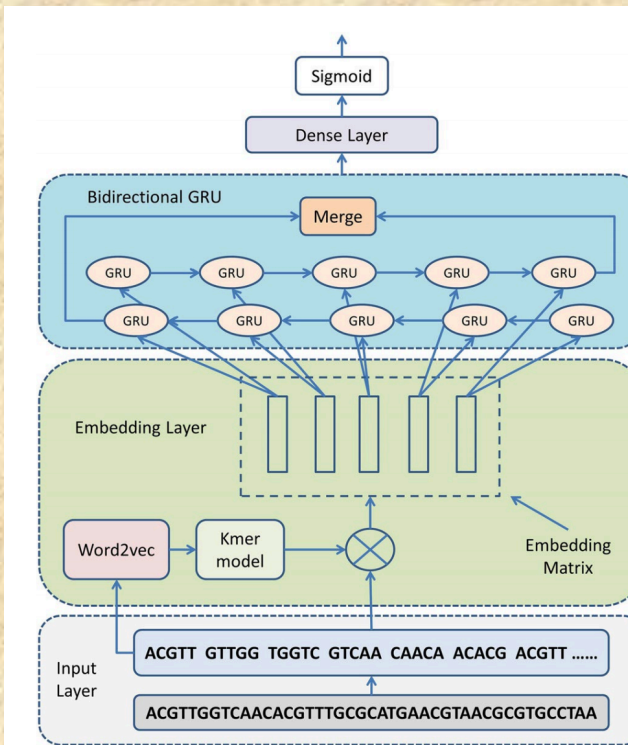 Sigmoid
Dense Layer
Bidirectional GRU
Merge
GRU GRU GRU GRU GRU
GRU GRU GRU GRU GRU
Embedding Layer
Word2vec
Kmer
model
Embedding
Matrix
Input
Layer
ACGTT GTTGG TGGTC GTCAA CAACA ACACG ACGTT ......
ACGTTGGTCAACACGTTTGCGCATGAACGTAACGCGTGCCTAA